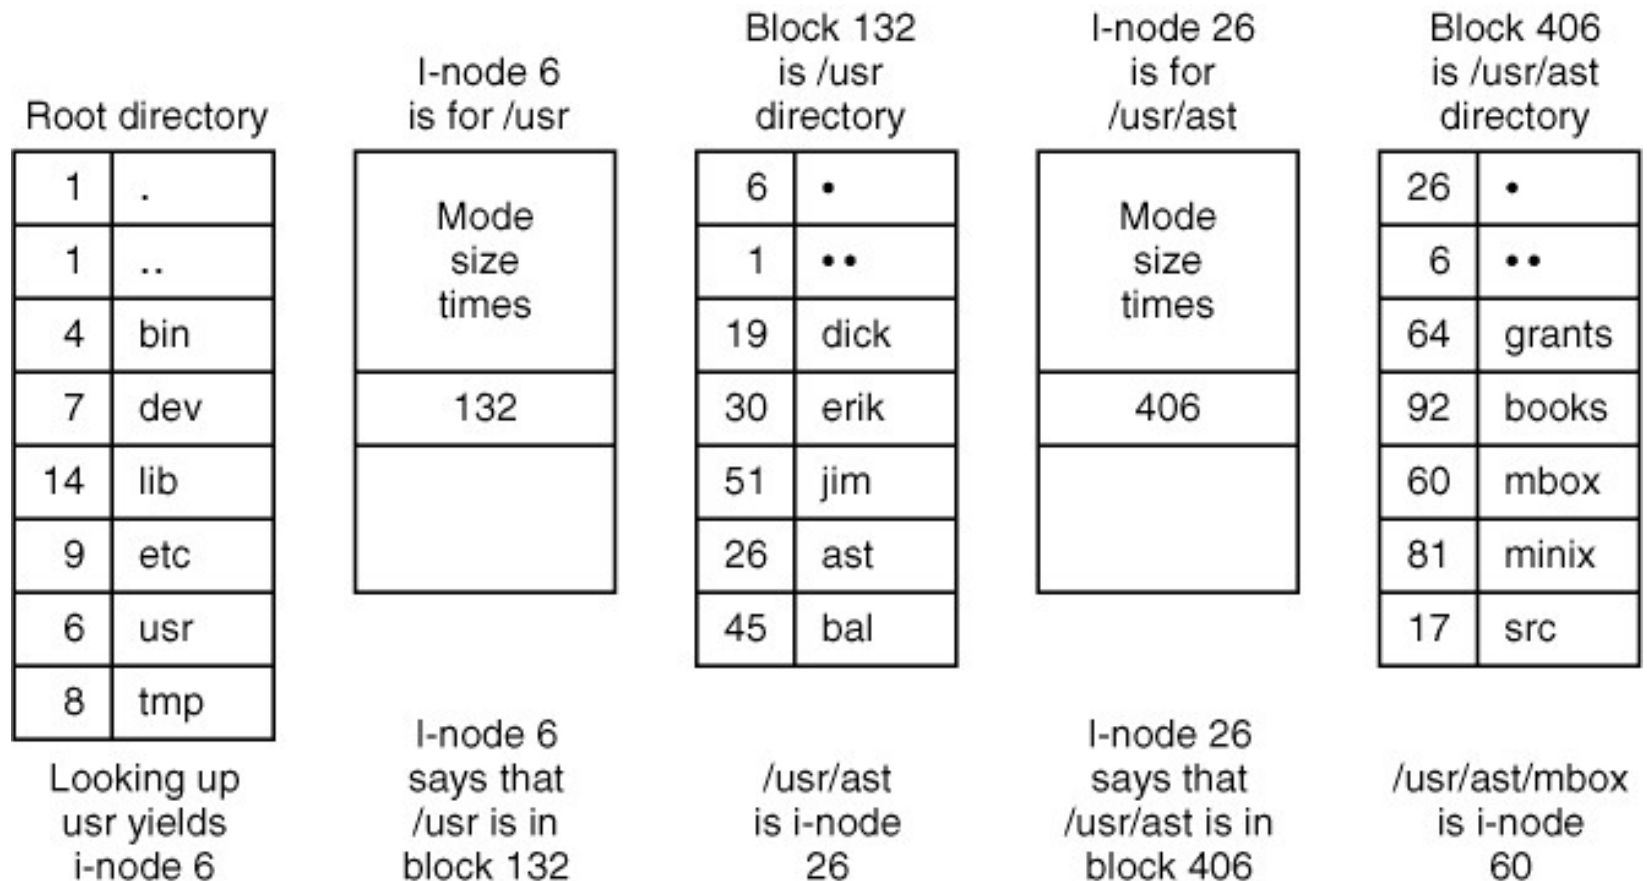 Root directory
1 .
1 ..
4 bin
7 dev
14 lib
9 etc
6 usr
8 tmp
Looking up
usr yields
i-node 6
I-node 6
is for /usr
Mode
size
times
132
I-node 6
says that
/usr is in
block 132
Block 132
is /usr
directory
6 •
1 ••
19 dick
30 erik
51 jim
26 ast
45 bal
/usr/ast
is i-node
26
I-node 26
is for
/usr/ast
Mode
size
times
406
I-node 26
says that
/usr/ast is in
block 406
Block 406
is /usr/ast
directory
26 •
6 ••
64 grants
92 books
60 mbox
81 minix
17 src
/usr/ast/mbox
is i-node
60